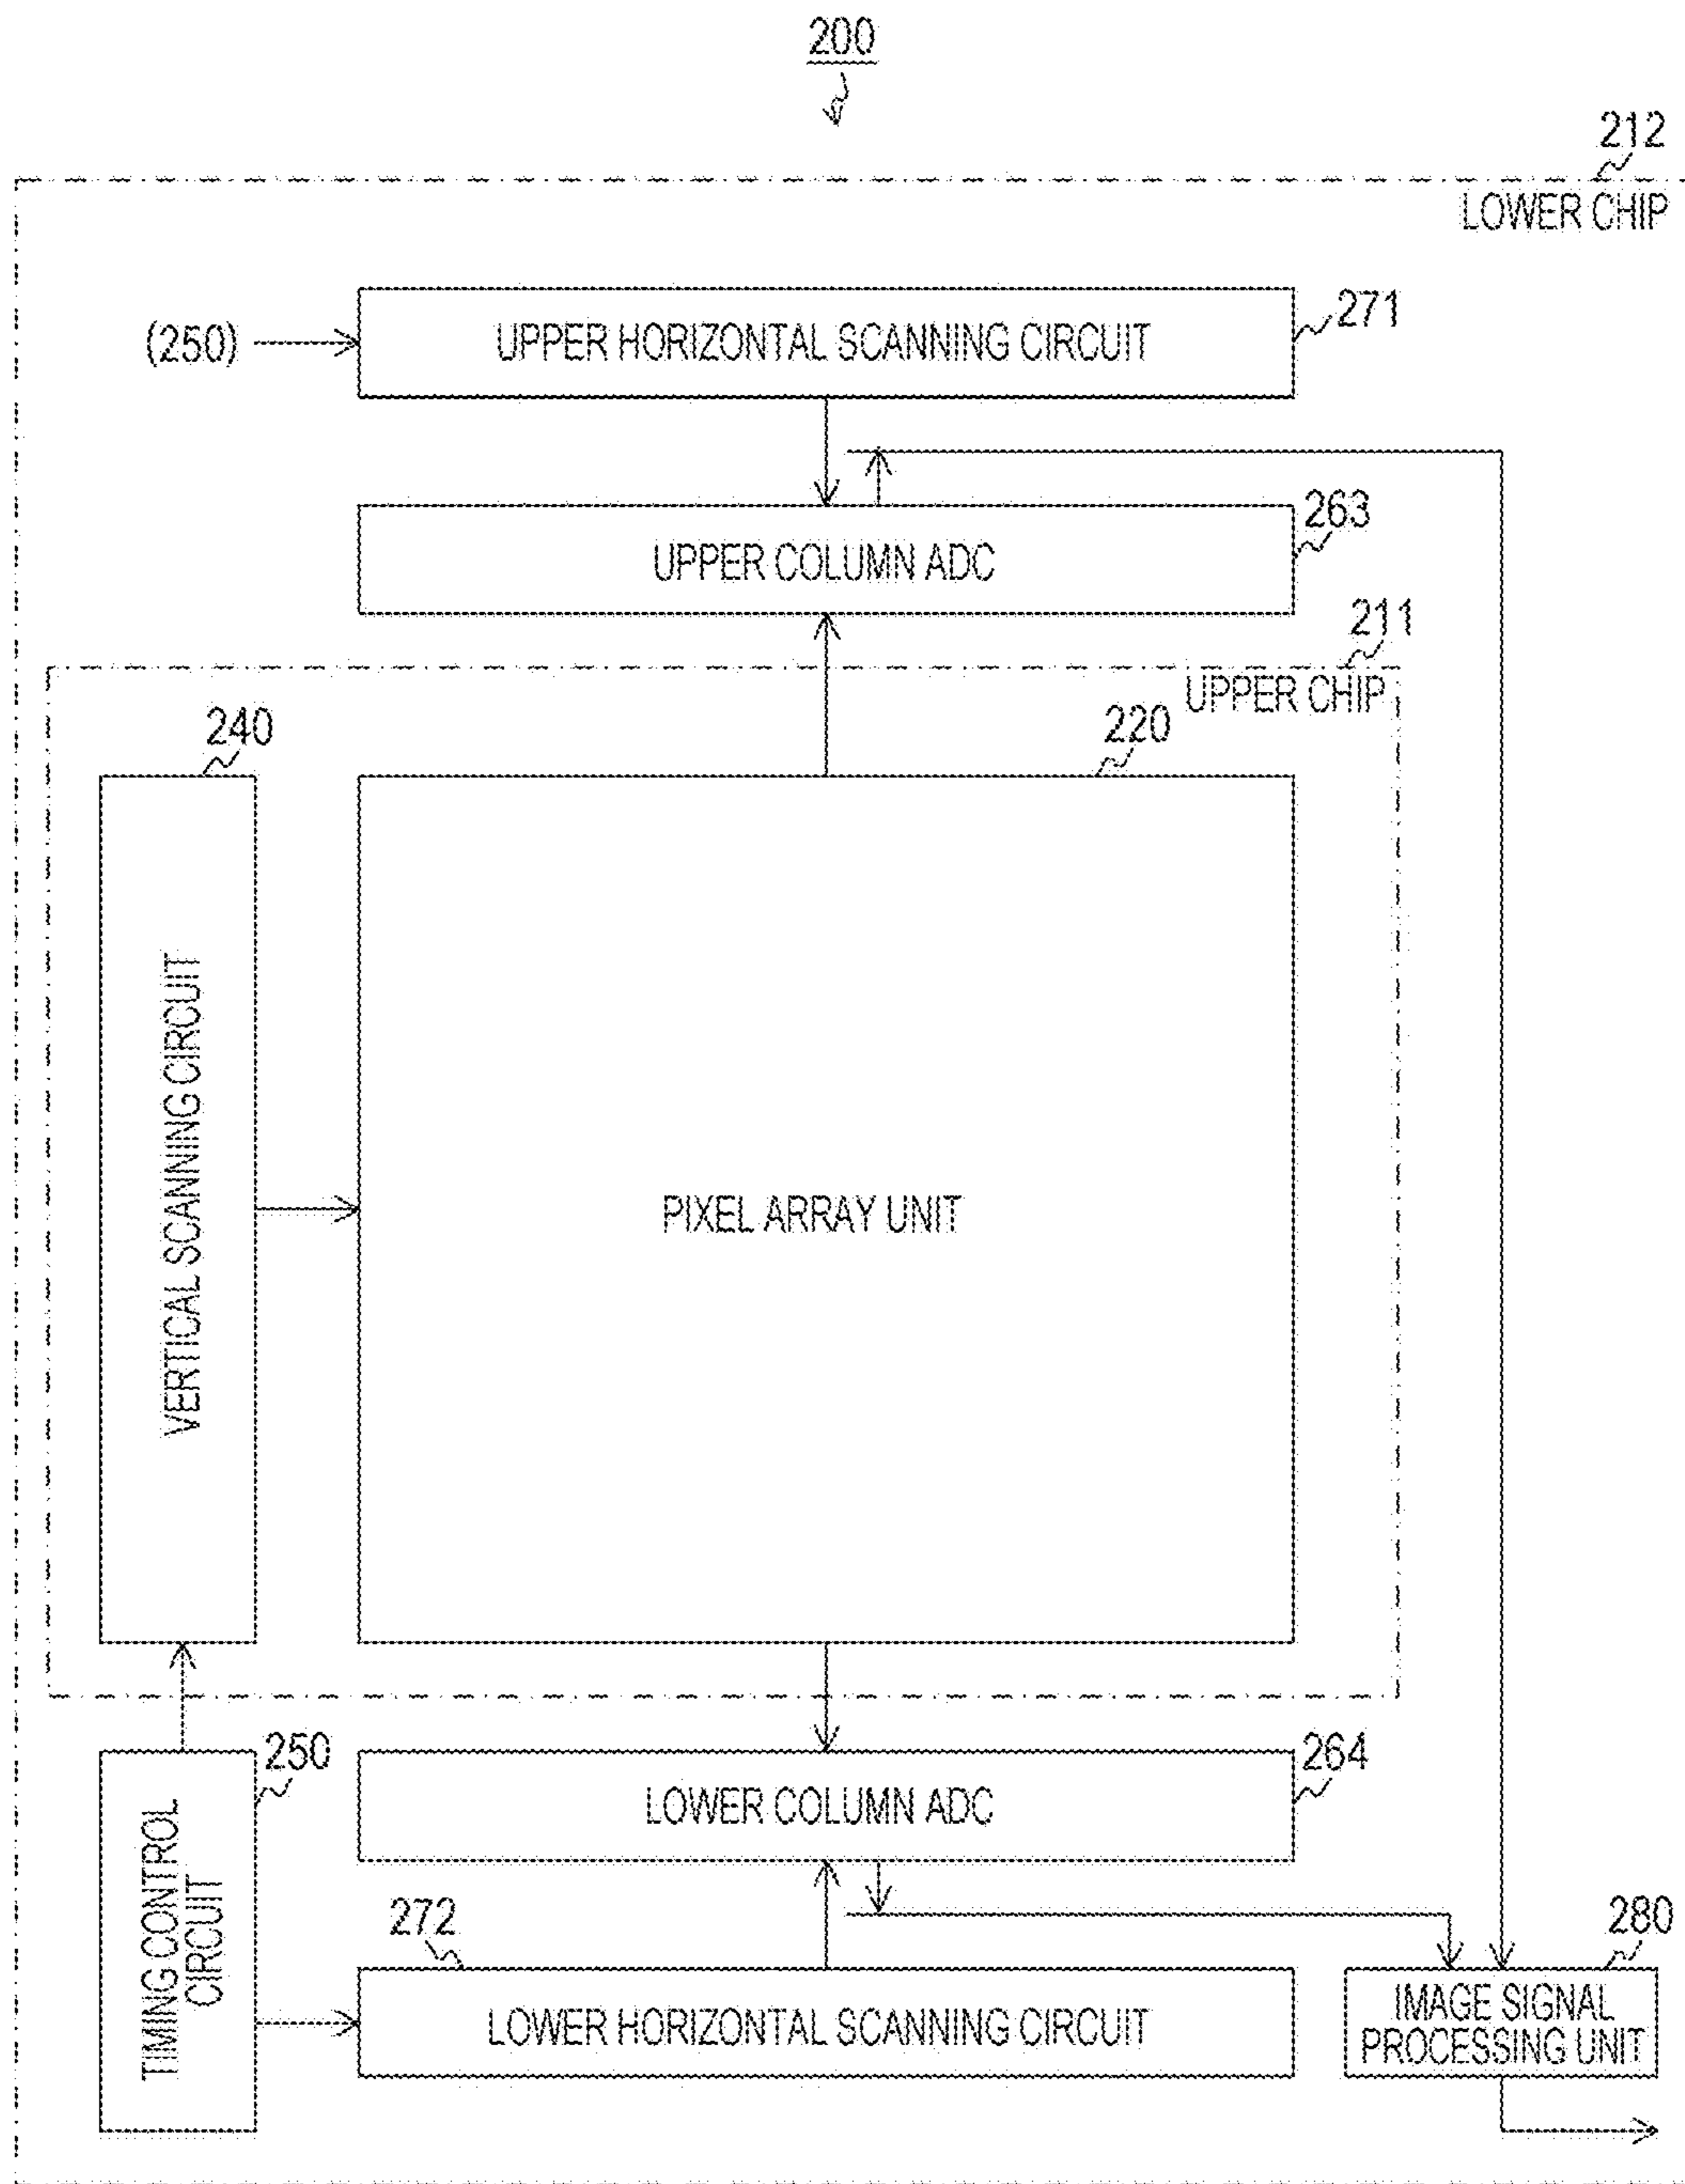 200
212
LOWER CHIP
(250)
UPPER HORIZONTAL SCANNING CIRCUIT
271
263
UPPER COLUMN ADC
211
UPPER CHIP
240
220
VERTICAL SCANNING CIRCUIT
PIXEL ARRAY UNIT
250
TIMING CONTROL
CIRCUIT
264
LOWER COLUMN ADC
272
LOWER HORIZONTAL SCANNING CIRCUIT
280
IMAGE SIGNAL
PROCESSING UNIT